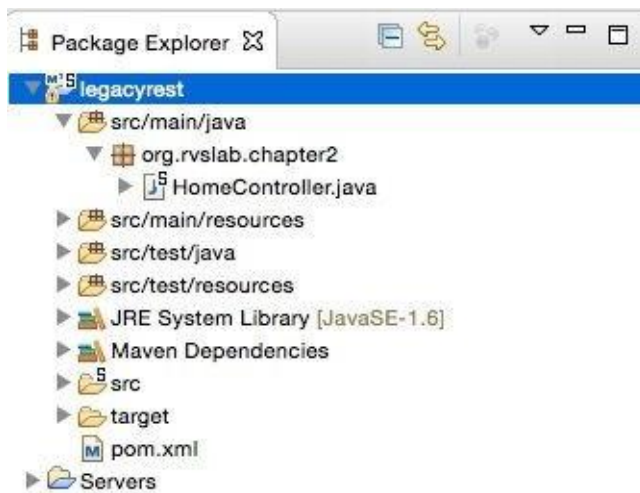 Package Explorer
legacyrest
src/main/java
org.rvslab.chapter2
HomeController.java
src/main/resources
src/test/java
src/test/resources
JRE System Library [JavaSE-1.6]
Maven Dependencies
src
target
pom.xml
Servers